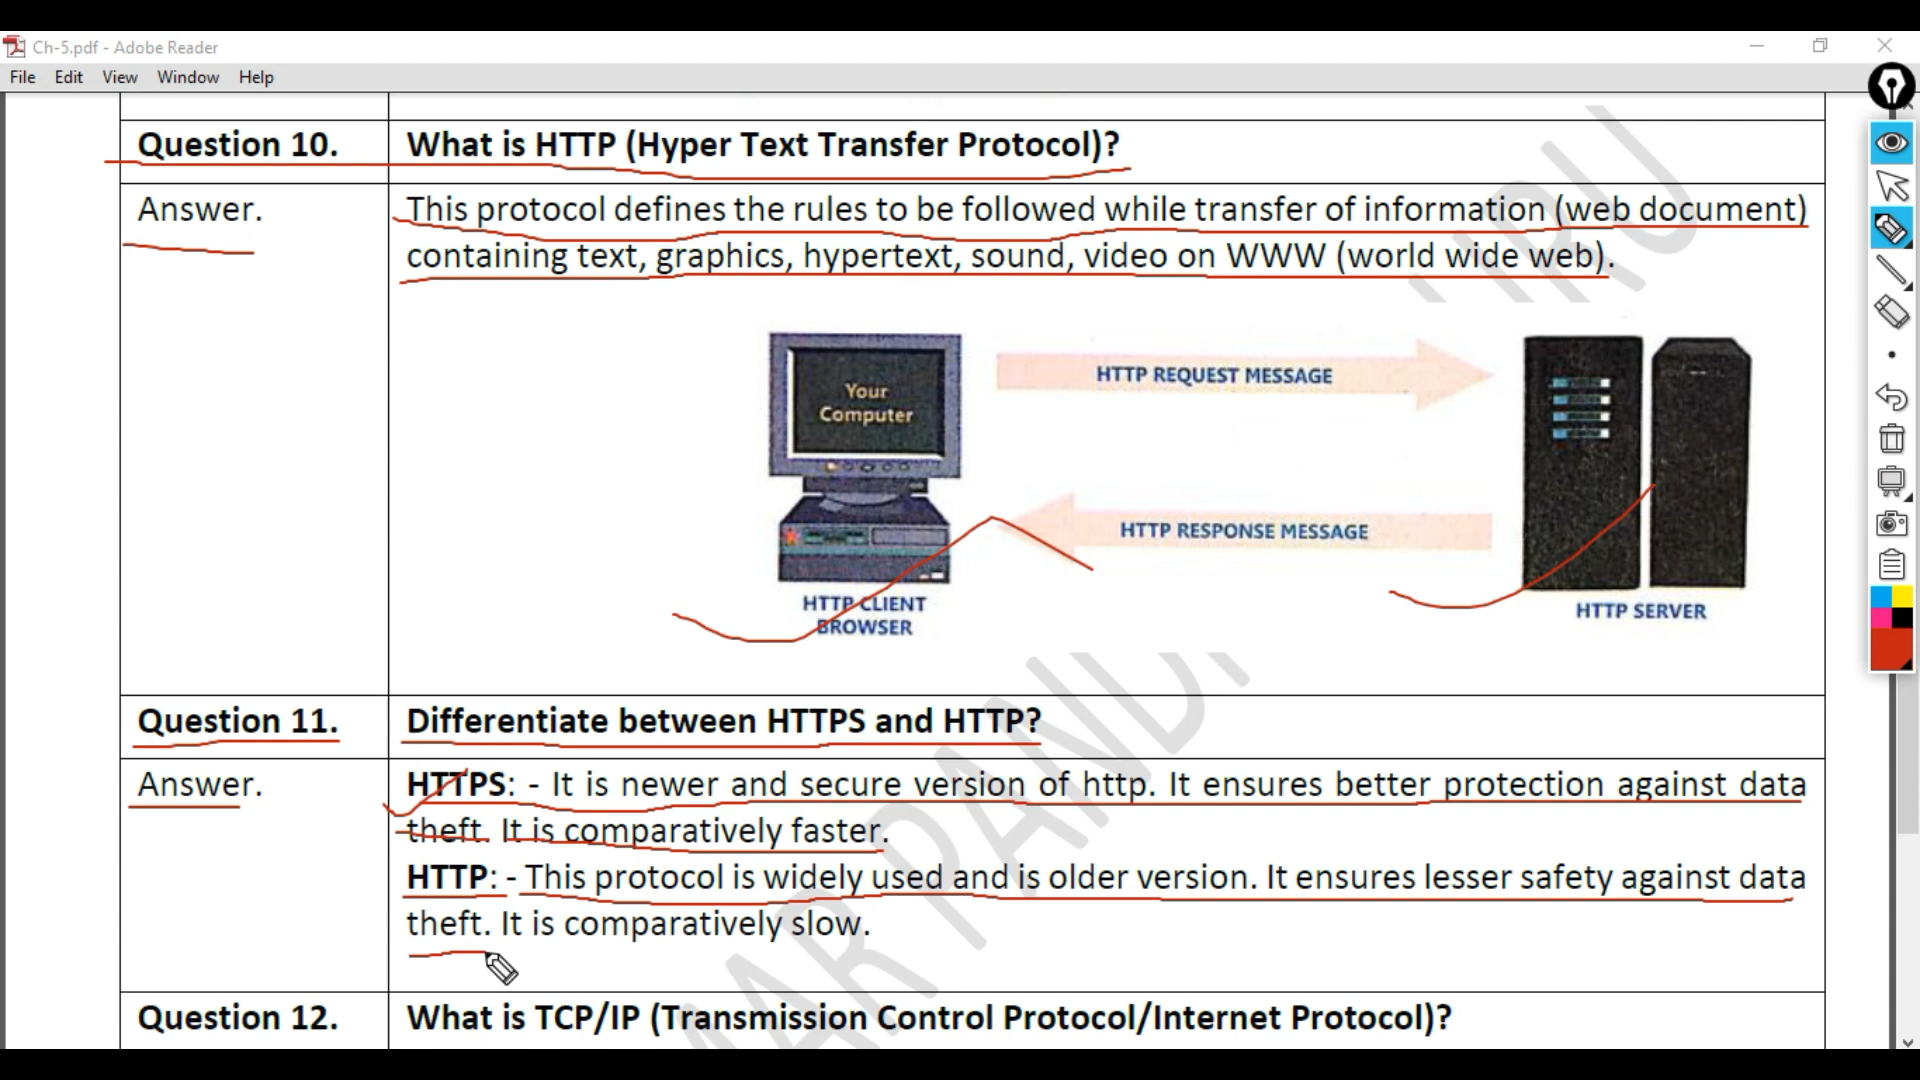 Ch-5.pdf - Adobe Reader
File Edit View Window Help
Question 10. What is HTTP (Hyper Text Transfer Protocol)?
Answer. This protocol defines the rules to be followed while transfer of information (web document)
containing text, graphics, hypertext, sound, video on WWW (world wide web).
Your
Computer
HTTP REQUEST MESSAGE
HTTP RESPONSE MESSAGE
HTTP CLIENT
BROWSER
HTTP SERVER
Question 11. Differentiate between HTTPS and HTTP?
Answer. HTTPS: - It is newer and secure version of http. It ensures better protection against data
theft. It is comparatively faster.
HTTP: - This protocol is widely used and is older version. It ensures lesser safety against data
theft. It is comparatively slow.
Question 12. What is TCP/IP (Transmission Control Protocol/Internet Protocol)?